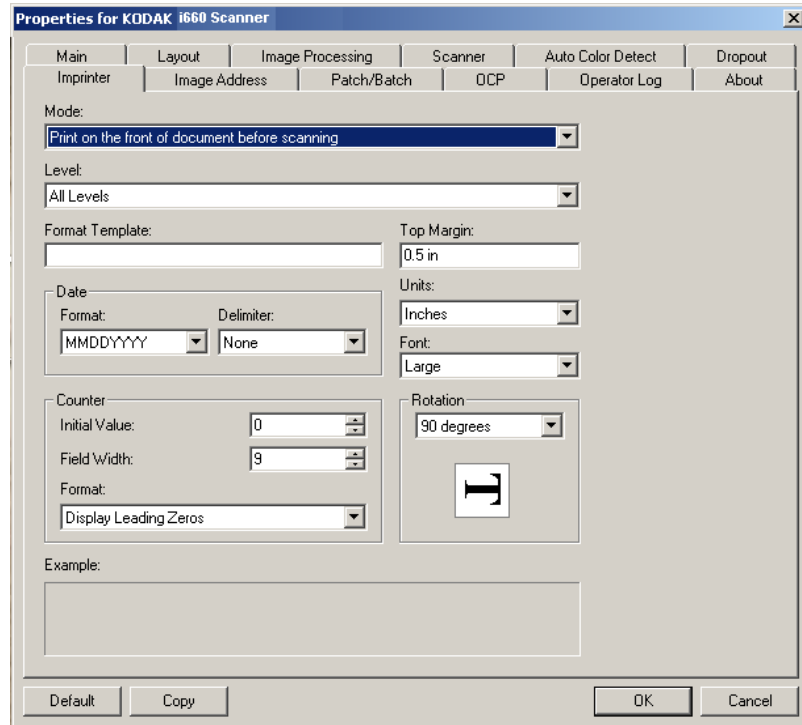 Properties for KODAK i660 Scanner
Main Layout Image Processing Scanner Auto Color Detect Dropout
Imprinter Image Address Patch/Batch OCP Operator Log About
Mode:
Print on the front of document before scanning
Level:
All Levels
Format Template: Top Margin:
0.5 in
Date Units:
Format: Delimiter: Inches
MMDDYYYY None Font:
Large
Counter Rotation
Initial Value: 0 90 degrees
Field Width: 9
Format:
Display Leading Zeros
Example:
Default Copy OK Cancel